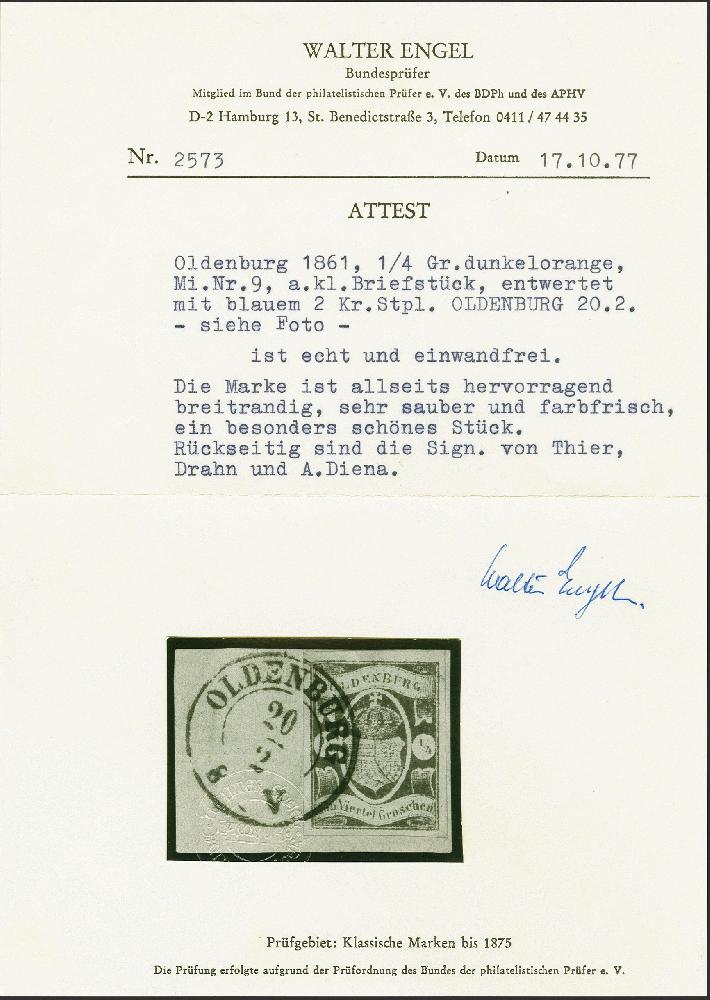 WALTER ENGEL
Bundesprüfer
Mitglied im Bund der philatelistischen Prüfer e. V. des BDPh und des APHV
D-2 Hamburg 13, St. Benedictstraße 3, Telefon 0411 / 47 44 35
Nr. 2573 Datum 17.10.77
ATTEST
Oldenburg 1861, 1/4 Gr.dunkelorange,
Mi.Nr.9, a.kl.Briefstück, entwertet
mit blauem 2 Kr.Stpl. OLDENBURG 20.2.
- siehe Foto -
ist echt und einwandfrei.
Die Marke ist allseits hervorragend
breitrandig, sehr sauber und farbfrisch,
ein besonders schönes Stück.
Rückseitig sind die Sign. von Thier,
Drahn und A.Diena.
Walter Engel.
OLDENBURG
20
2
8 V
LDENBURG
1/4
Viertel Groschen
Prüfgebiet: Klassische Marken bis 1875
Die Prüfung erfolgte aufgrund der Prüfordnung des Bundes der philatelistischen Prüfer e. V.